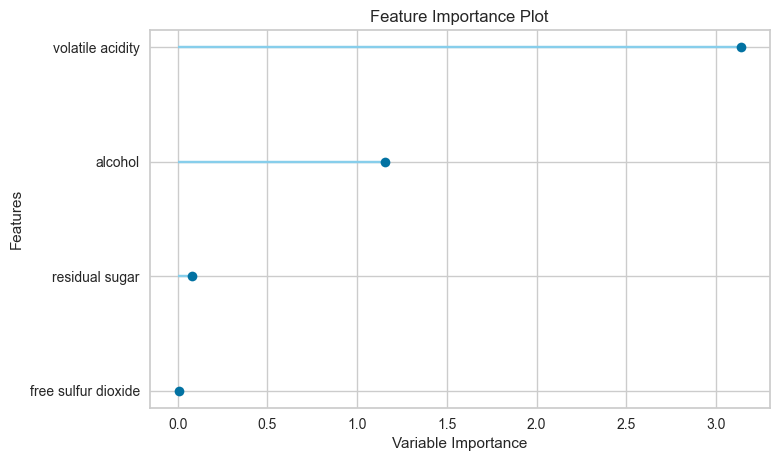 Feature Importance Plot
volatile acidity
alcohol
residual sugar
free sulfur dioxide
Features
0.0 0.5 1.0 1.5 2.0 2.5 3.0
Variable Importance